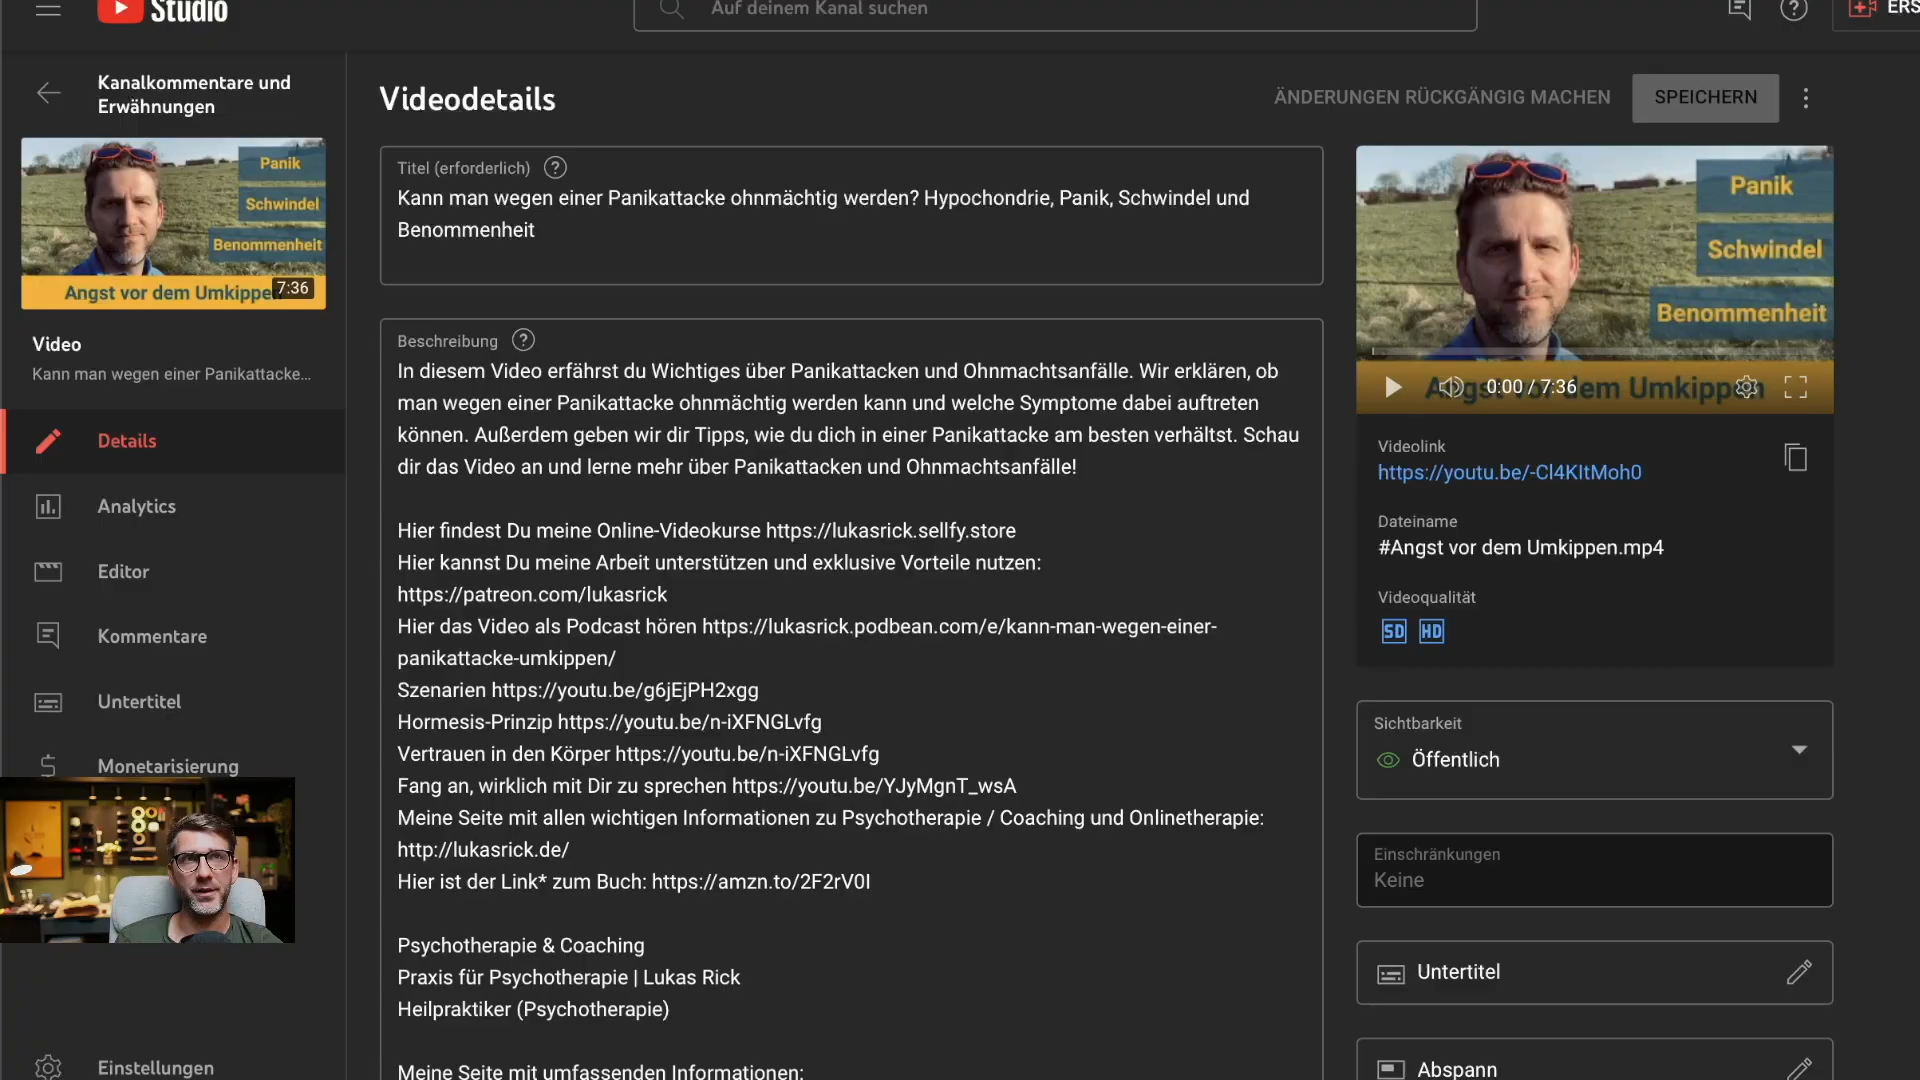 Studio
Auf deinem Kanal suchen
ERS
Kanalkommentare und
Erwähnungen
Panik
Schwindel
Benommenheit
Angst vor dem Umkippe
7:36
Video
Kann man wegen einer Panikattacke...
Details
Analytics
Editor
Kommentare
Untertitel
Monetarisierung
Einstellungen
Videodetails
ÄNDERUNGEN RÜCKGÄNGIG MACHEN
SPEICHERN
Titel (erforderlich)
Kann man wegen einer Panikattacke ohnmächtig werden? Hypochondrie, Panik, Schwindel und
Benommenheit
Beschreibung
In diesem Video erfährst du Wichtiges über Panikattacken und Ohnmachtsanfälle. Wir erklären, ob
man wegen einer Panikattacke ohnmächtig werden kann und welche Symptome dabei auftreten
können. Außerdem geben wir dir Tipps, wie du dich in einer Panikattacke am besten verhältst. Schau
dir das Video an und lerne mehr über Panikattacken und Ohnmachtsanfälle!
Hier findest Du meine Online-Videokurse https://lukasrick.sellfy.store
Hier kannst Du meine Arbeit unterstützen und exklusive Vorteile nutzen:
https://patreon.com/lukasrick
Hier das Video als Podcast hören https://lukasrick.podbean.com/e/kann-man-wegen-einer-
panikattacke-umkippen/
Szenarien https://youtu.be/g6jEjPH2xgg
Hormesis-Prinzip https://youtu.be/n-iXFNGLvfg
Vertrauen in den Körper https://youtu.be/n-iXFNGLvfg
Fang an, wirklich mit Dir zu sprechen https://youtu.be/YJyMgnT_wsA
Meine Seite mit allen wichtigen Informationen zu Psychotherapie / Coaching und Onlinetherapie:
http://lukasrick.de/
Hier ist der Link* zum Buch: https://amzn.to/2F2rV0I
Psychotherapie & Coaching
Praxis für Psychotherapie | Lukas Rick
Heilpraktiker (Psychotherapie)
Meine Seite mit umfassenden Informationen:
Panik
Schwindel
Benommenheit
Angst vor dem Umkippen
0:00 / 7:36
Videolink
https://youtu.be/-Cl4KItMoh0
Dateiname
#Angst vor dem Umkippen.mp4
Videoqualität
SD HD
Sichtbarkeit
Öffentlich
Einschränkungen
Keine
Untertitel
Abspann